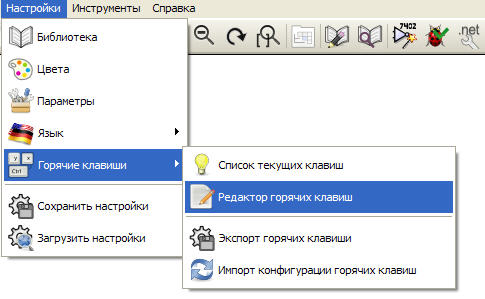 Настройки Инструменты Справка
7402
.net
Библиотека
Цвета
Параметры
Язык
y x
Ctrl
Горячие клавиши
Сохранить настройки
Загрузить настройки
Список текущих клавиш
Редактор горячих клавиш
Экспорт горячих клавиши
Импорт конфигурации горячих клавиш